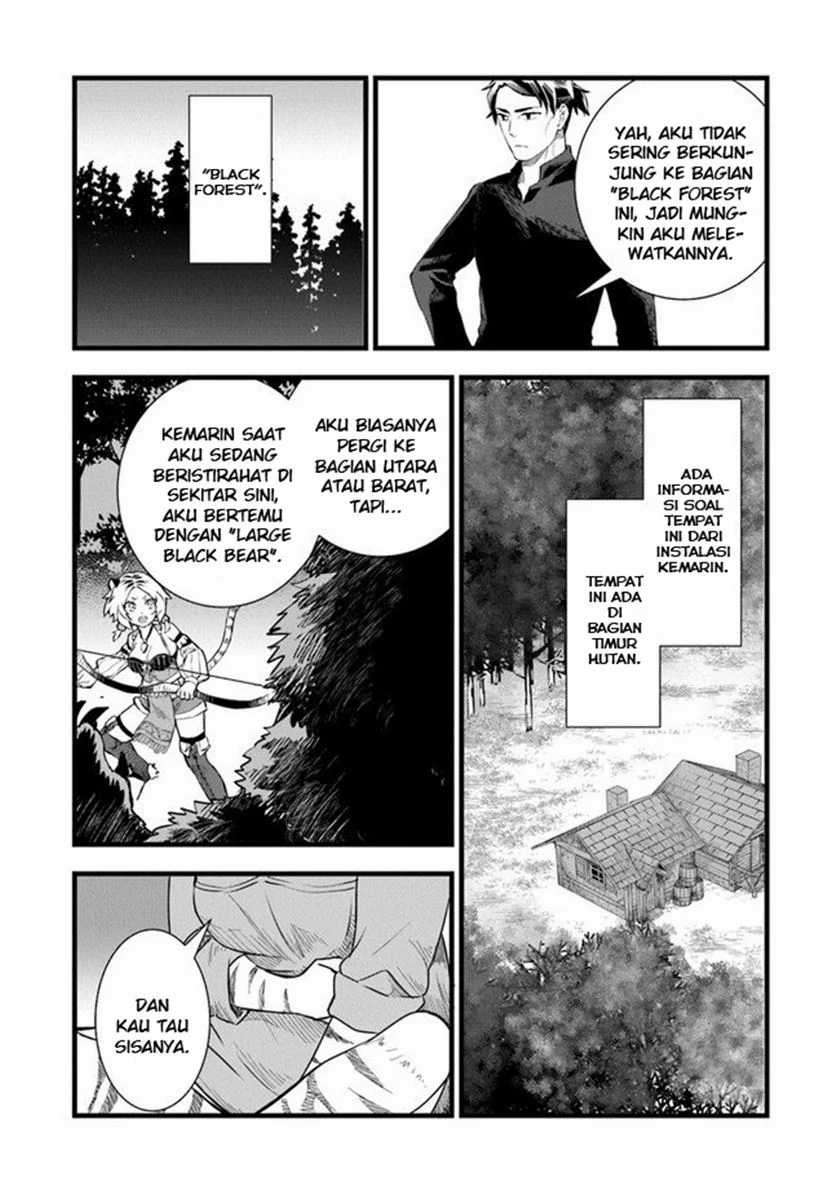 YAH, AKU TIDAK
SERING BERKUN-
JUNG KE BAGIAN
"BLACK FOREST"
INI, JADI MUNG-
KIN AKU MELE-
WATKANNYA.
"BLACK
FOREST".
ADA
INFORMA-
SI SOAL
TEMPAT
INI DARI
INSTALASI
KEMARIN.
TEMPAT
INI ADA
DI
BAGIAN
TIMUR
HUTAN.
AKU BIASANYA
PERGI KE
BAGIAN UTARA
ATAU BARAT,
TAPI...
KEMARIN SAAT
AKU SEDANG
BERISTIRAHAT DI
SEKITAR SINI,
AKU BERTEMU
DENGAN "LARGE
BLACK BEAR".
DAN
KAU TAU
SISANYA.